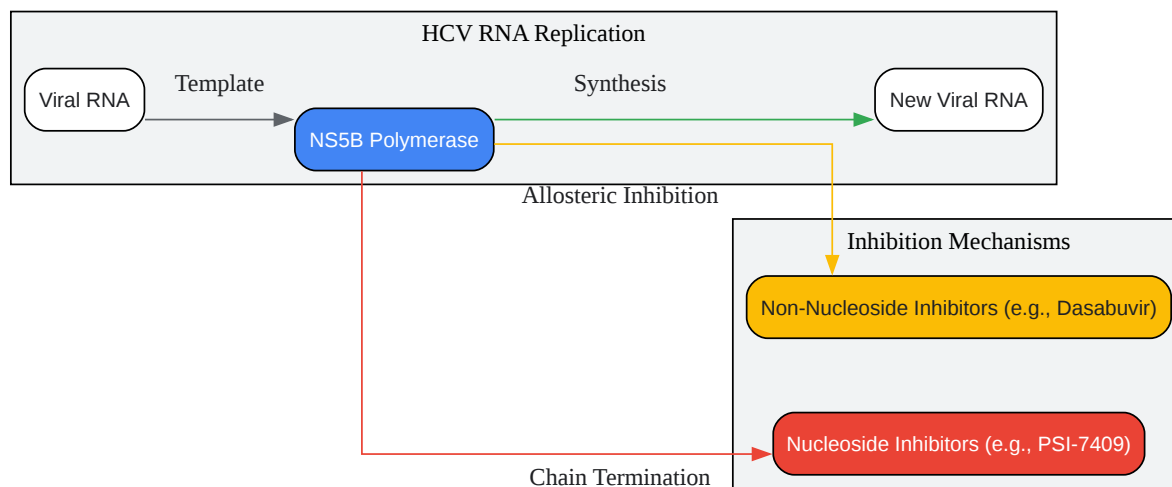 HCV RNA Replication
Viral RNA
Template
NS5B Polymerase
Synthesis
New Viral RNA
Allosteric Inhibition
Inhibition Mechanisms
Non-Nucleoside Inhibitors (e.g., Dasabuvir)
Nucleoside Inhibitors (e.g., PSI-7409)
Chain Termination